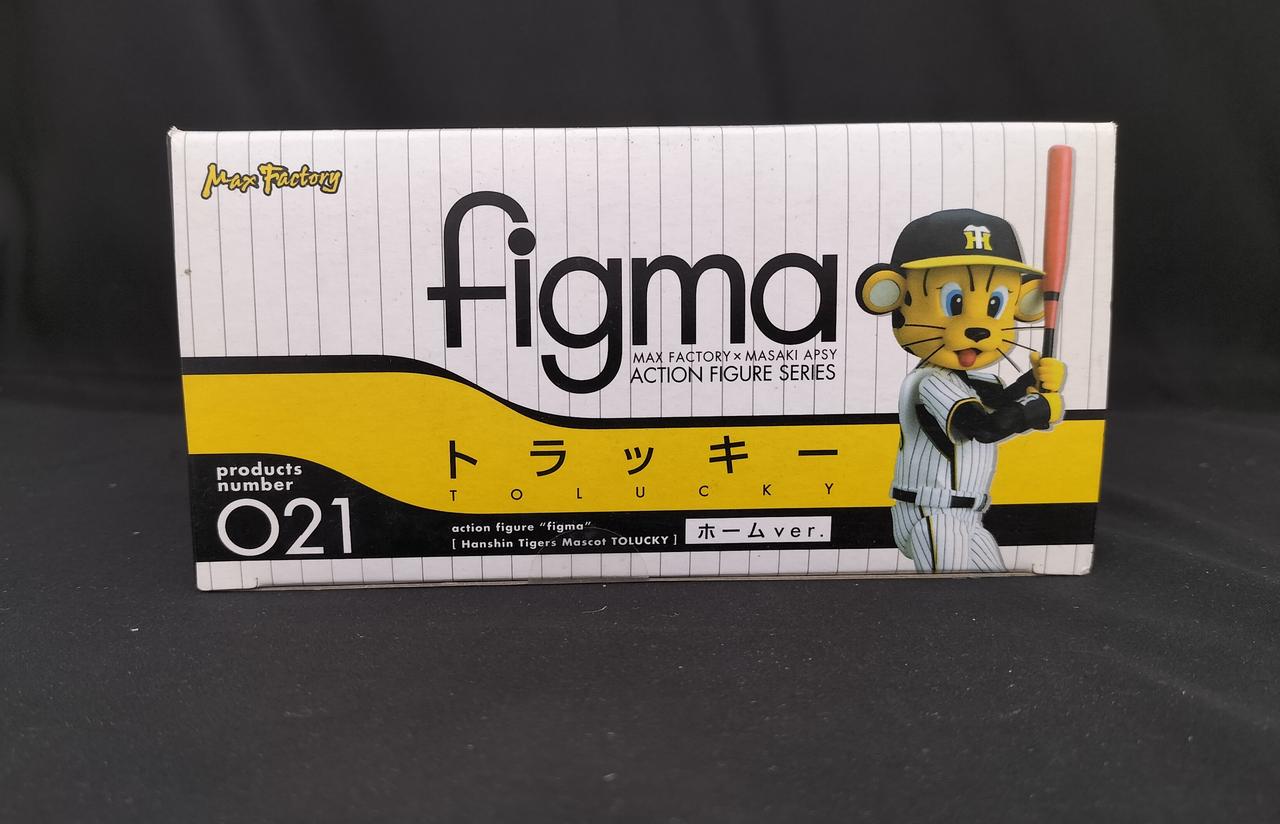 Max Factory
figma
MAX FACTORY × MASAKI APSY
ACTION FIGURE SERIES
TH
トラッキー
TOLUCKY
products
number
021
action figure “figma”
[ Hanshin Tigers Mascot TOLUCKY ]
ホームver.